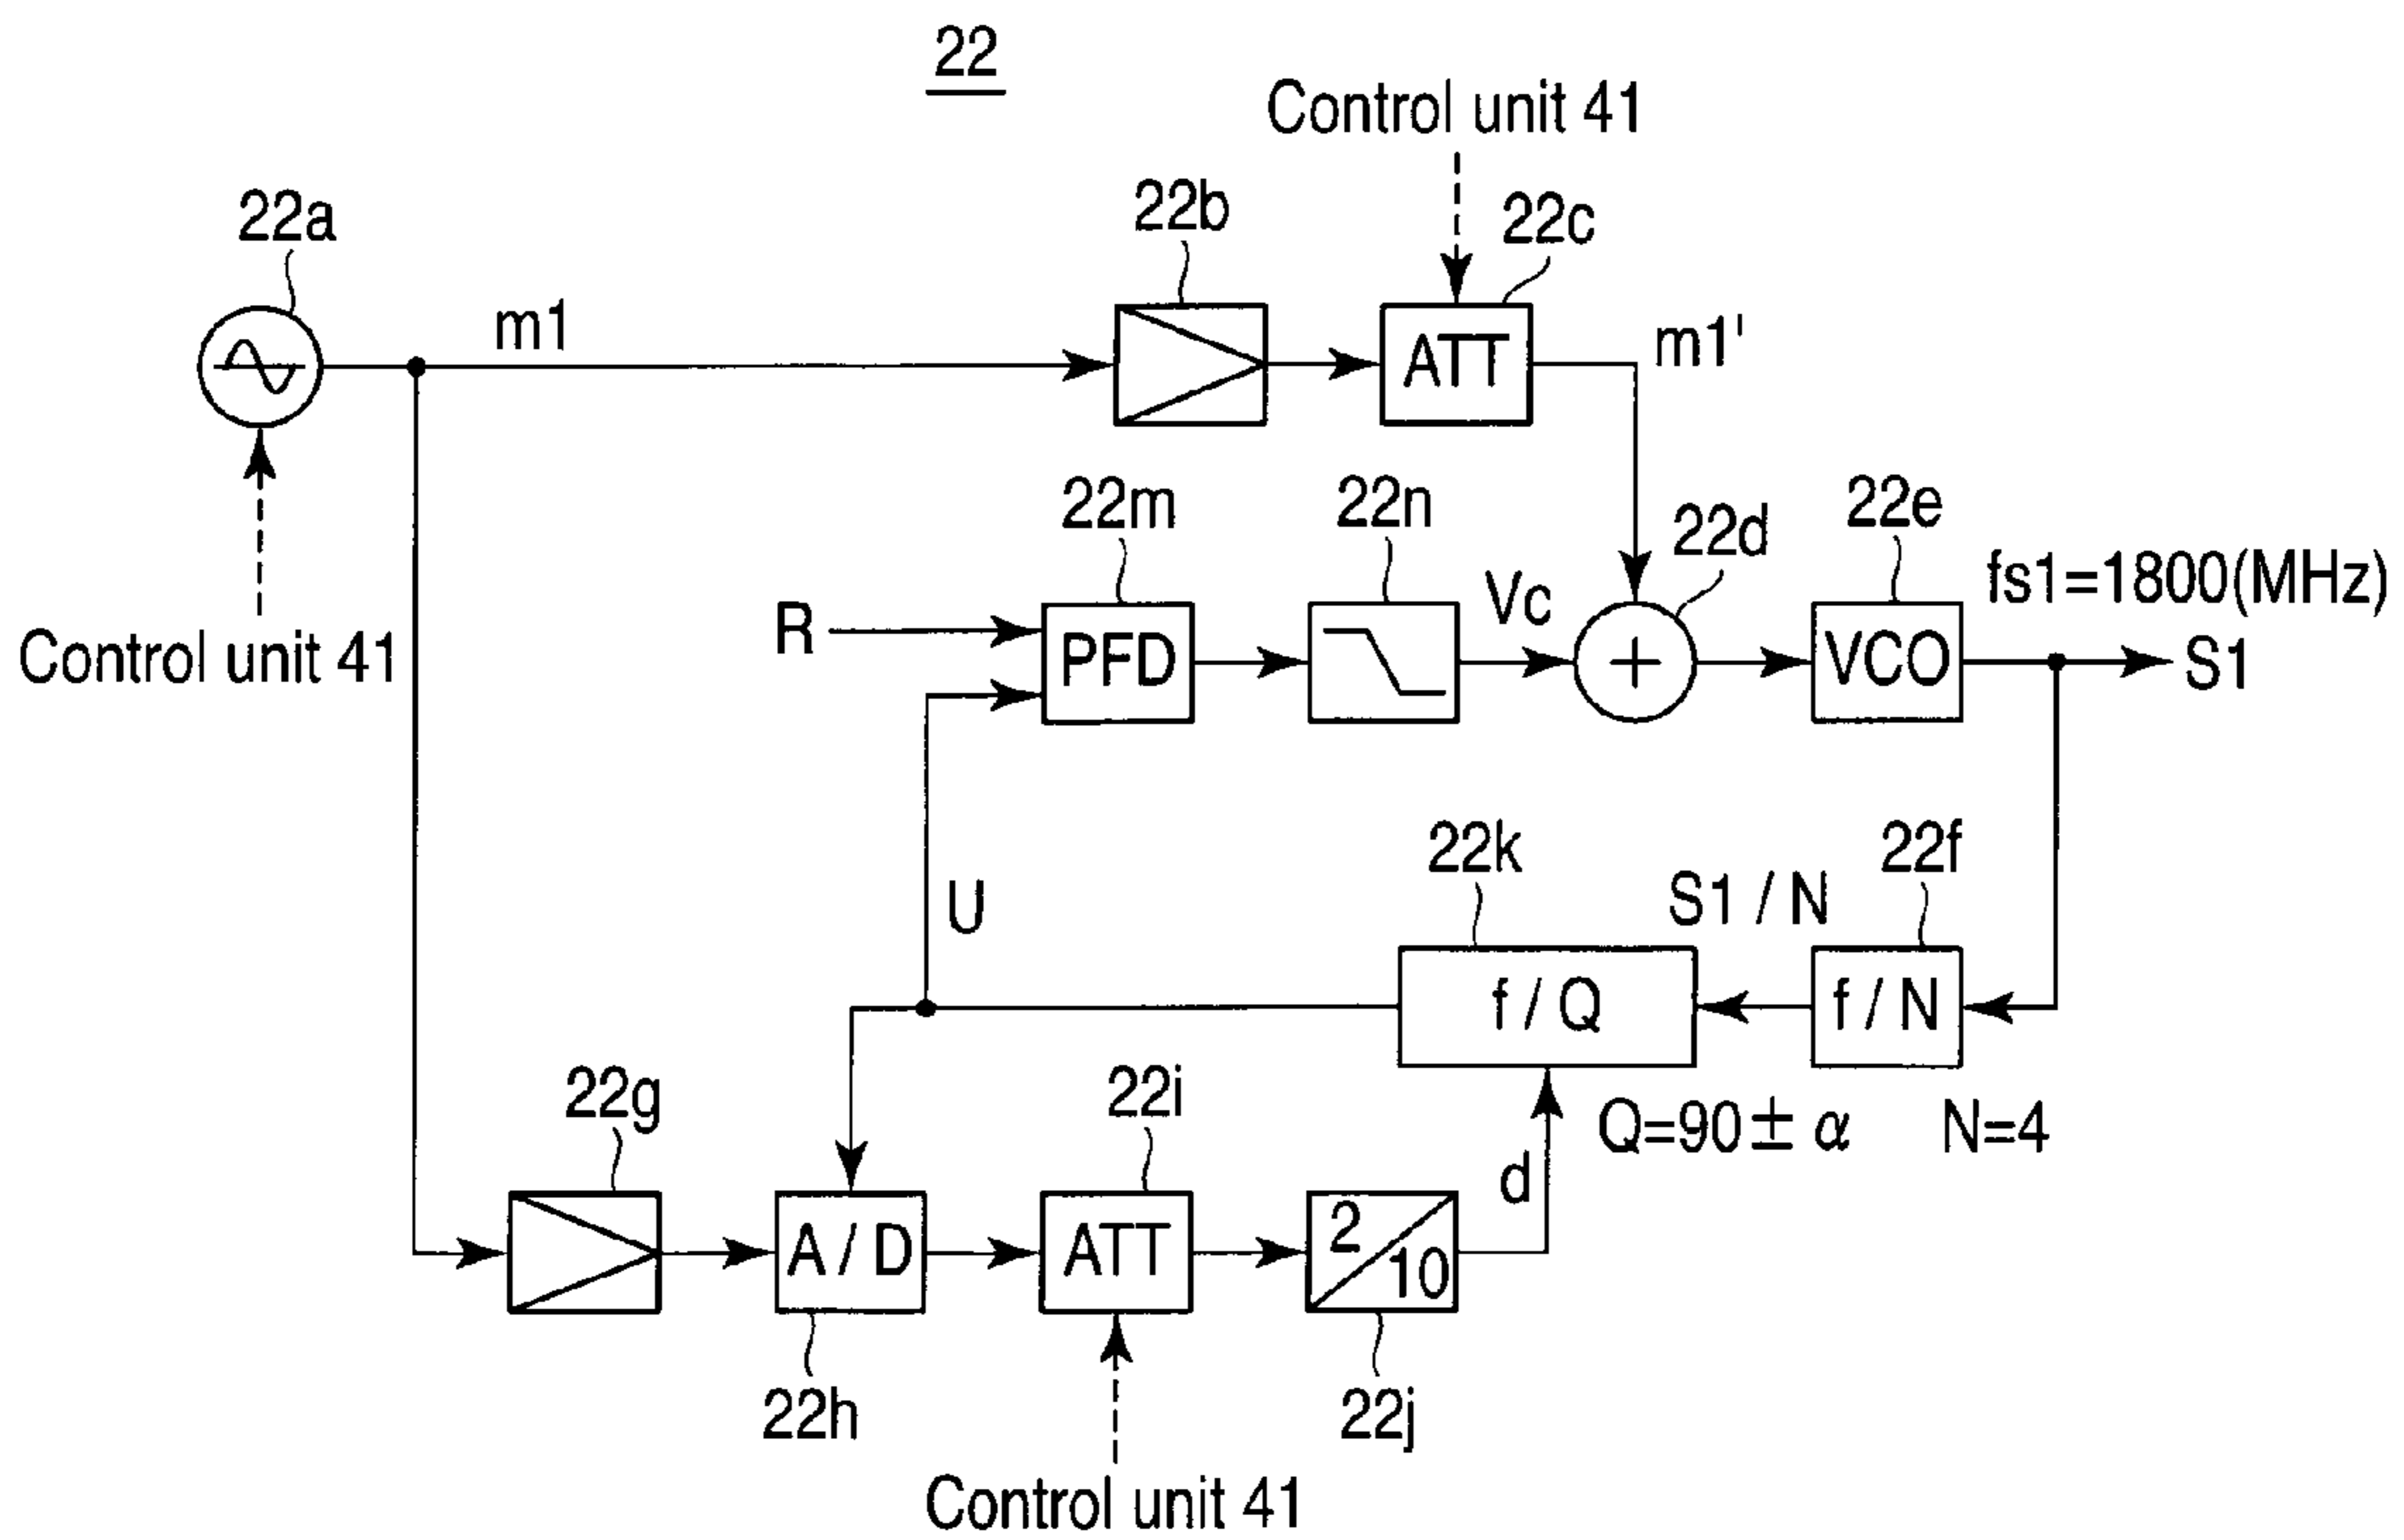 22
Control unit 41
22a
22b
22c
m1
ATT
m1'
Control unit 41
22m
22n
22d
22e
R
PFD
Vc
+
VCO
fs1=1800(MHz)
S1
U
22k
S1 / N
22f
f / Q
f / N
Q=90 ± α
N=4
22g
22i
d
A / D
ATT
2/10
22h
22j
Control unit 41